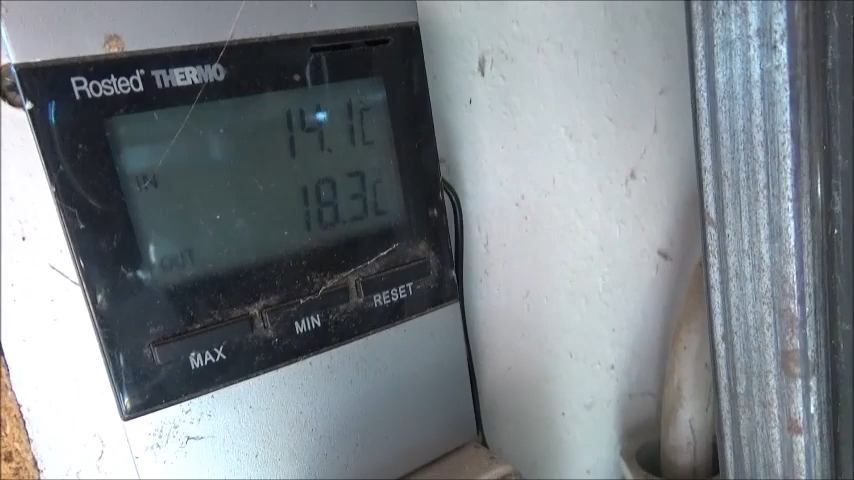 Rosted® THERMO
14.1C
IN
18.3C
OUT
MAX MIN RESET